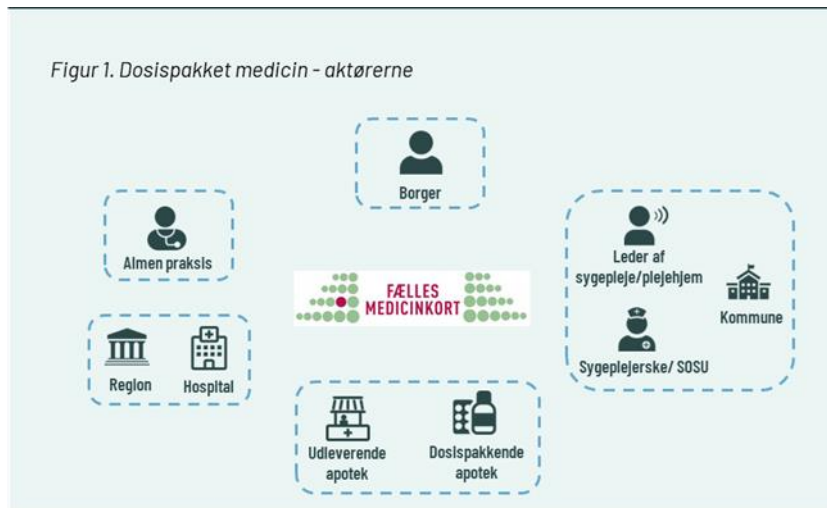 Figur 1. Dosispakket medicin - aktørerne
Borger
Almen praksis
Leder af
sygepleje/plejehjem
Kommune
FÆLLES
MEDICINKORT
Sygeplejerske/ SOSU
Region
Hospital
Udleverende
apotek
Dosispakkende
apotek